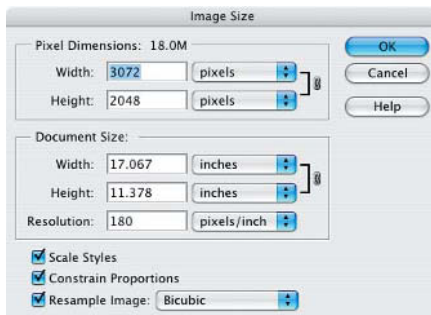 Image Size
Pixel Dimensions: 18.0M
OK
Width: 3072 pixels
Cancel
Height: 2048 pixels
Help
Document Size:
Width: 17.067 inches
Height: 11.378 inches
Resolution: 180 pixels/inch
Scale Styles
Constrain Proportions
Resample Image: Bicubic